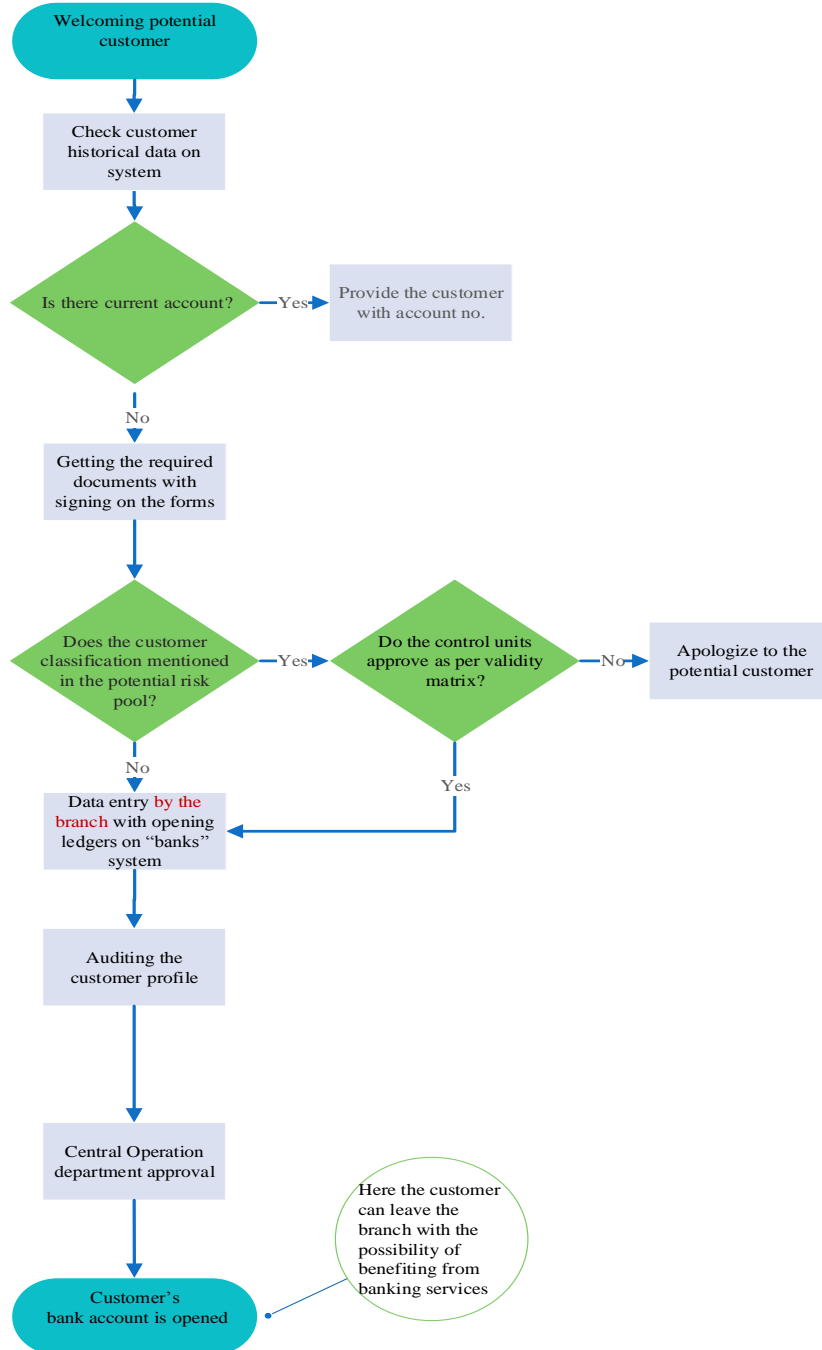 Welcoming potential
customer
Check customer
historical data on
system
Is there current account?
Yes
Provide the customer
with account no.
No
Getting the required
documents with
signing on the forms
Does the customer
classification mentioned
in the potential risk
pool?
Yes
Do the control units
approve as per validity
matrix?
No
Apologize to the
potential customer
No
Yes
Data entry by the
branch with opening
ledgers on “banks”
system
Auditing the
customer profile
Central Operation
department approval
Here the customer
can leave the
branch with the
possibility of
benefiting from
banking services
Customer’s
bank account is opened